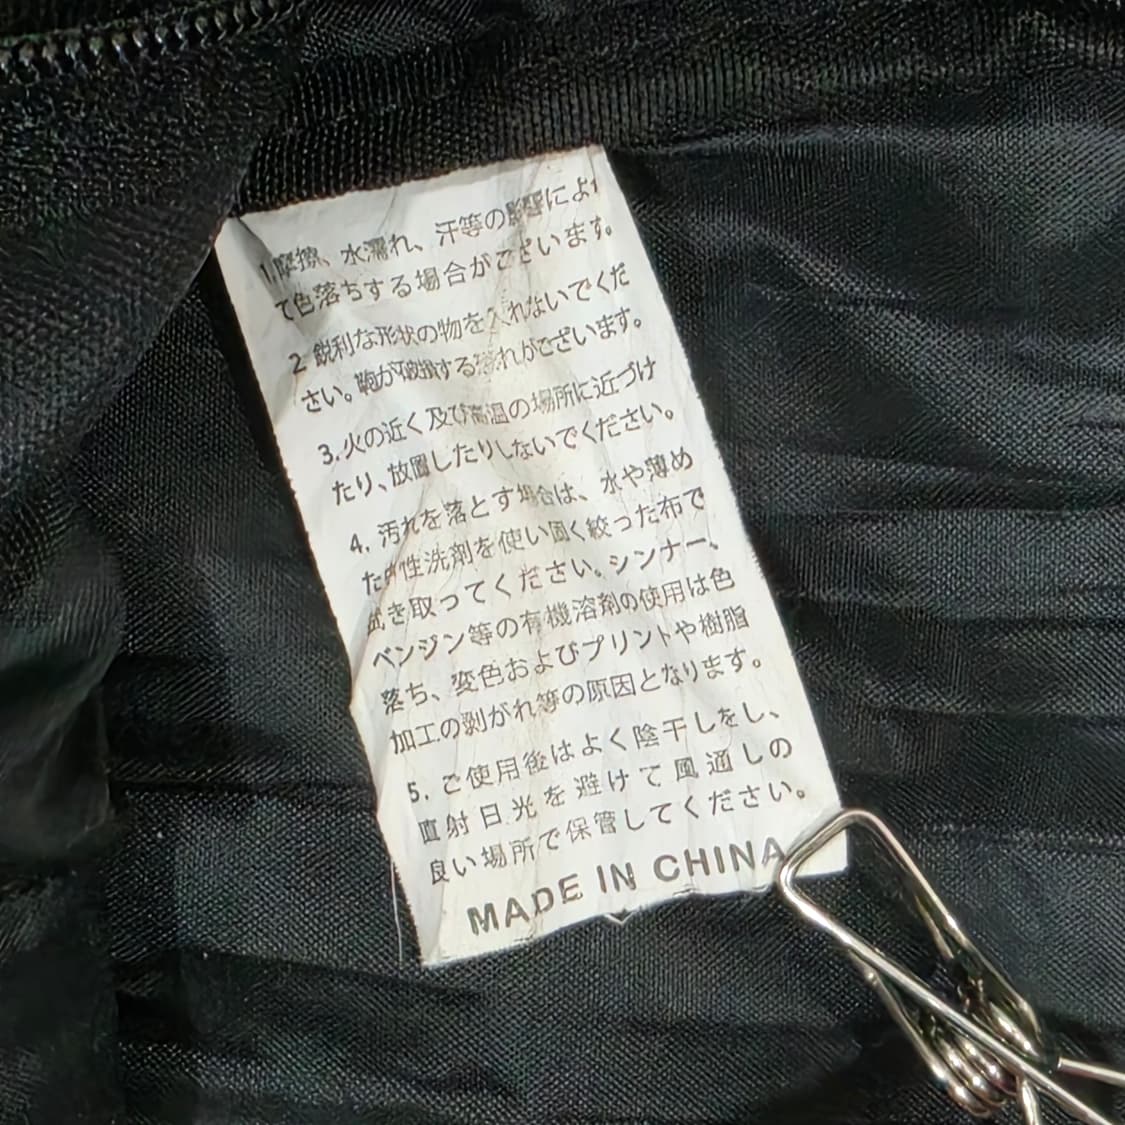 1.摩擦、水濡れ、汗等の影響によっ
て色落ちする場合がございます。
2 鋭利な形状の物を入れないでくだ
さい。鞄が破損する恐れがございます。
3.火の近く及び高温の場所に近づけ
たり、放置したりしないでください。
4. 汚れを落とす場合は、水や薄め
た中性洗剤を使い固く絞った布で
拭き取ってください。シンナー、
ベンジン等の有機溶剤の使用は色
落ち、変色およびプリントや樹脂
加工の剥がれ等の原因となります。
5. ご使用後はよく陰干しをし、
直射日光を避けて風通しの
良い場所で保管してください。
MADE IN CHINA